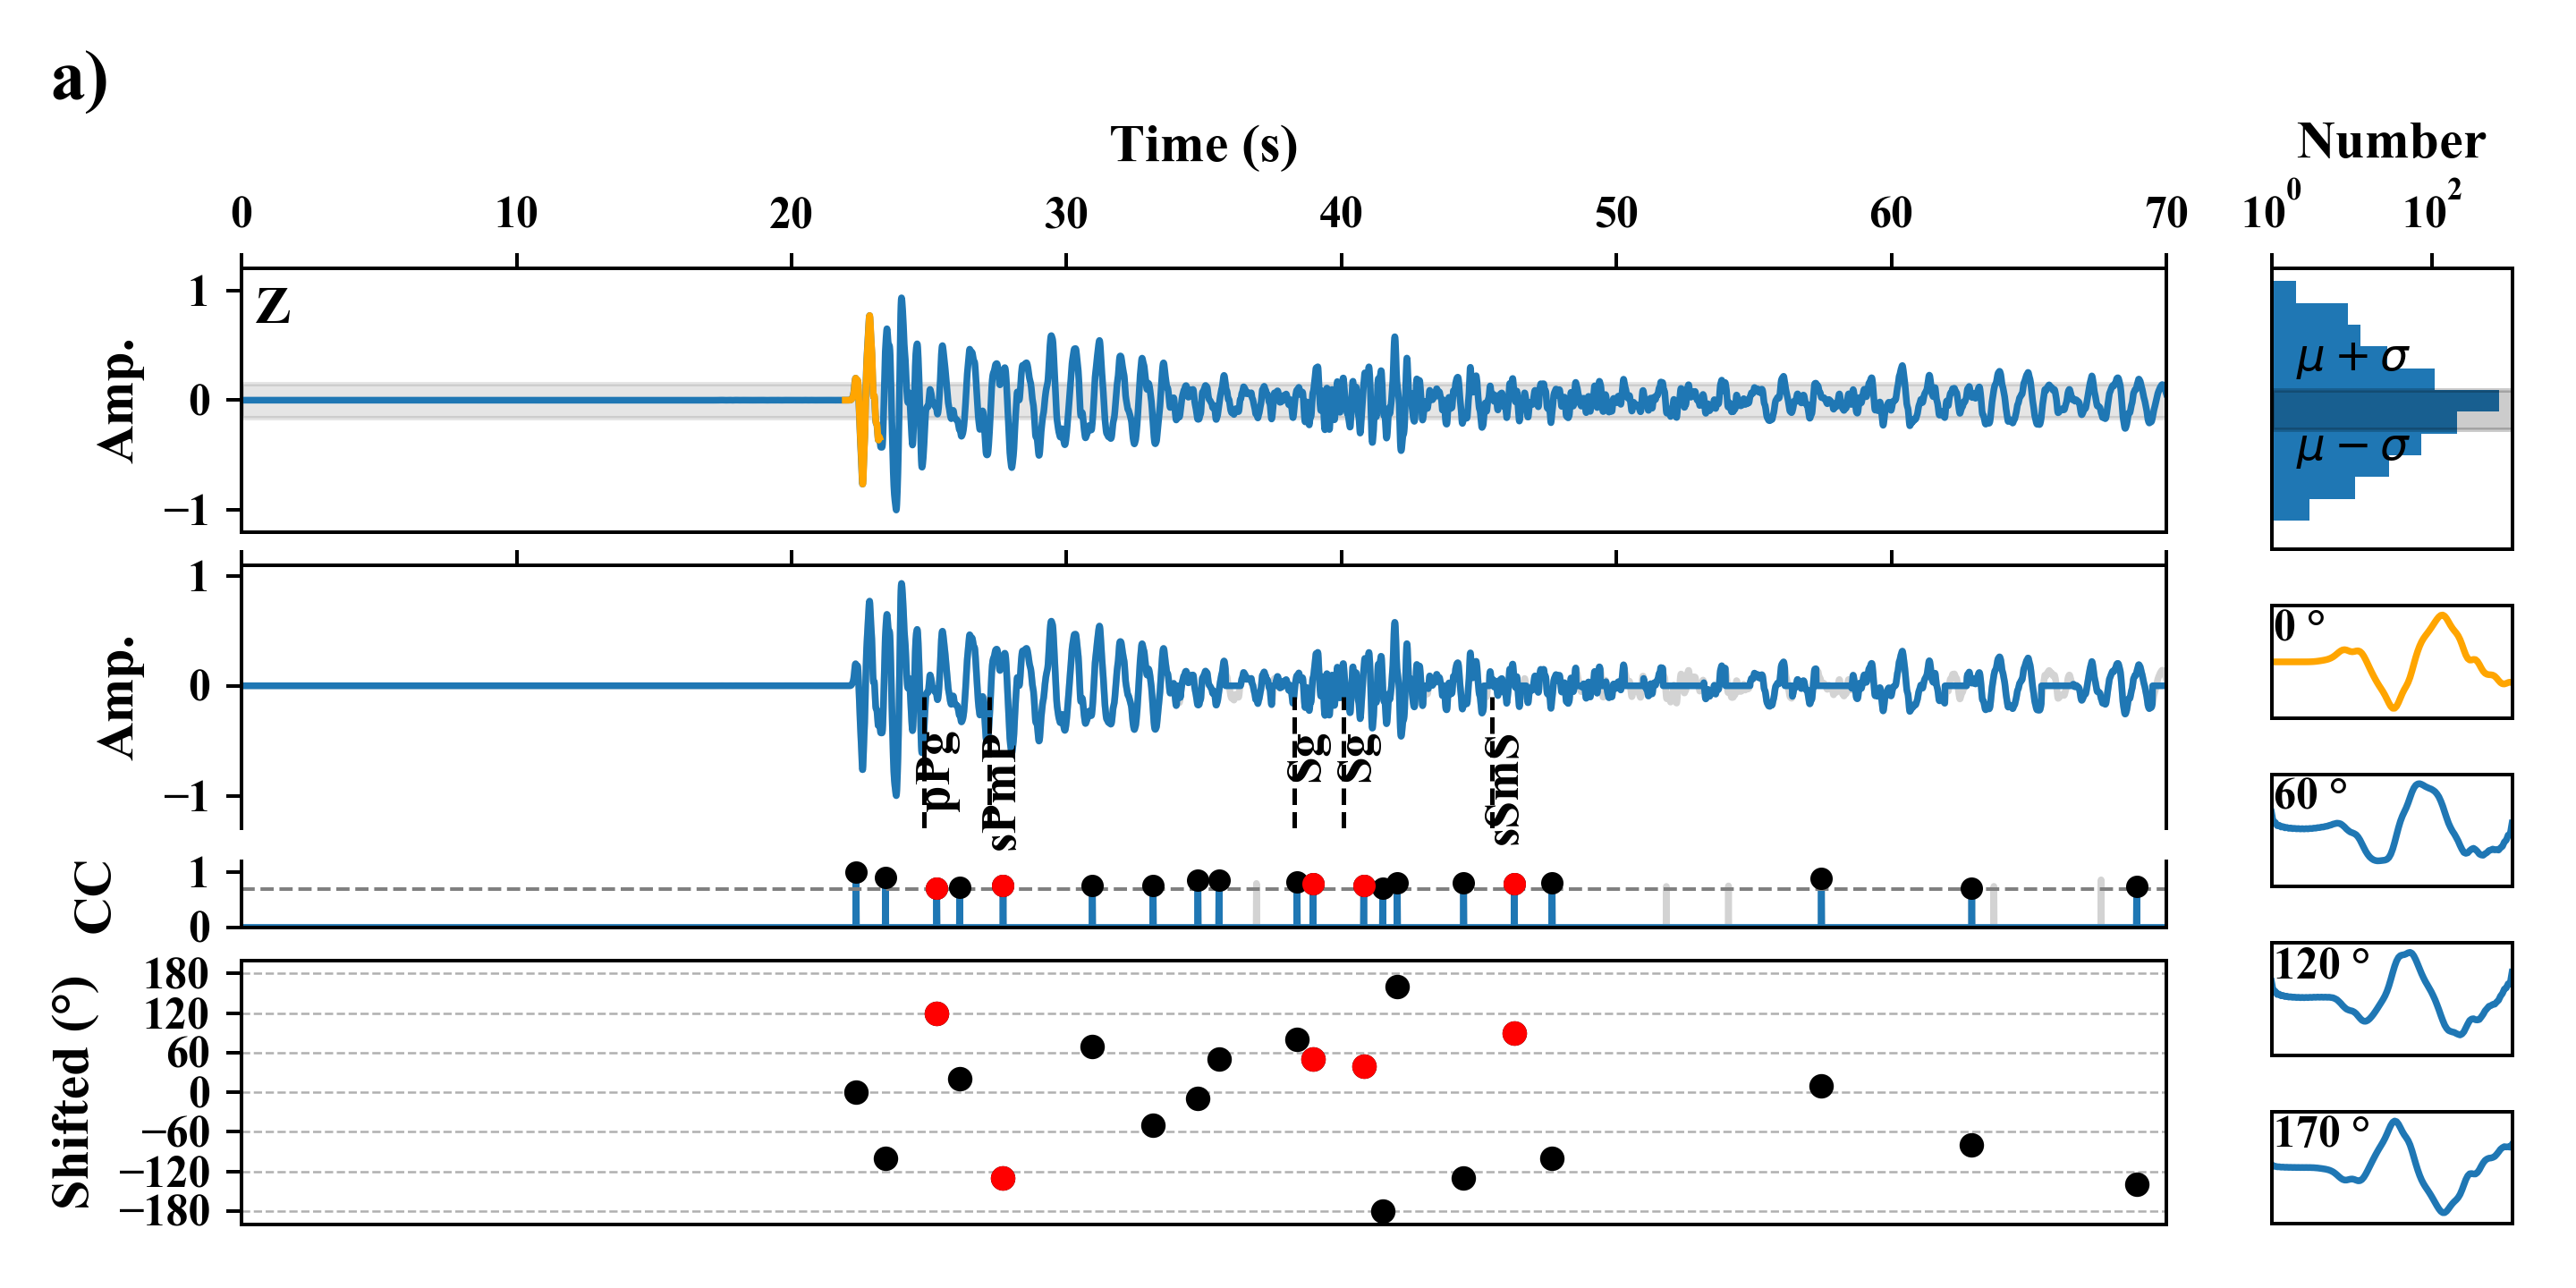 a)
Time (s)
Number
0 10 20 30 40 50 60 70
10^0 10^2
Amp.
1
0
−1
Z
μ + σ
μ − σ
Amp.
1
0
−1
pPg
sPmP
Sg
Sg
sSmS
0 °
60 °
CC
1
0
Shifted (°)
180
120
60
0
−60
−120
−180
120 °
170 °